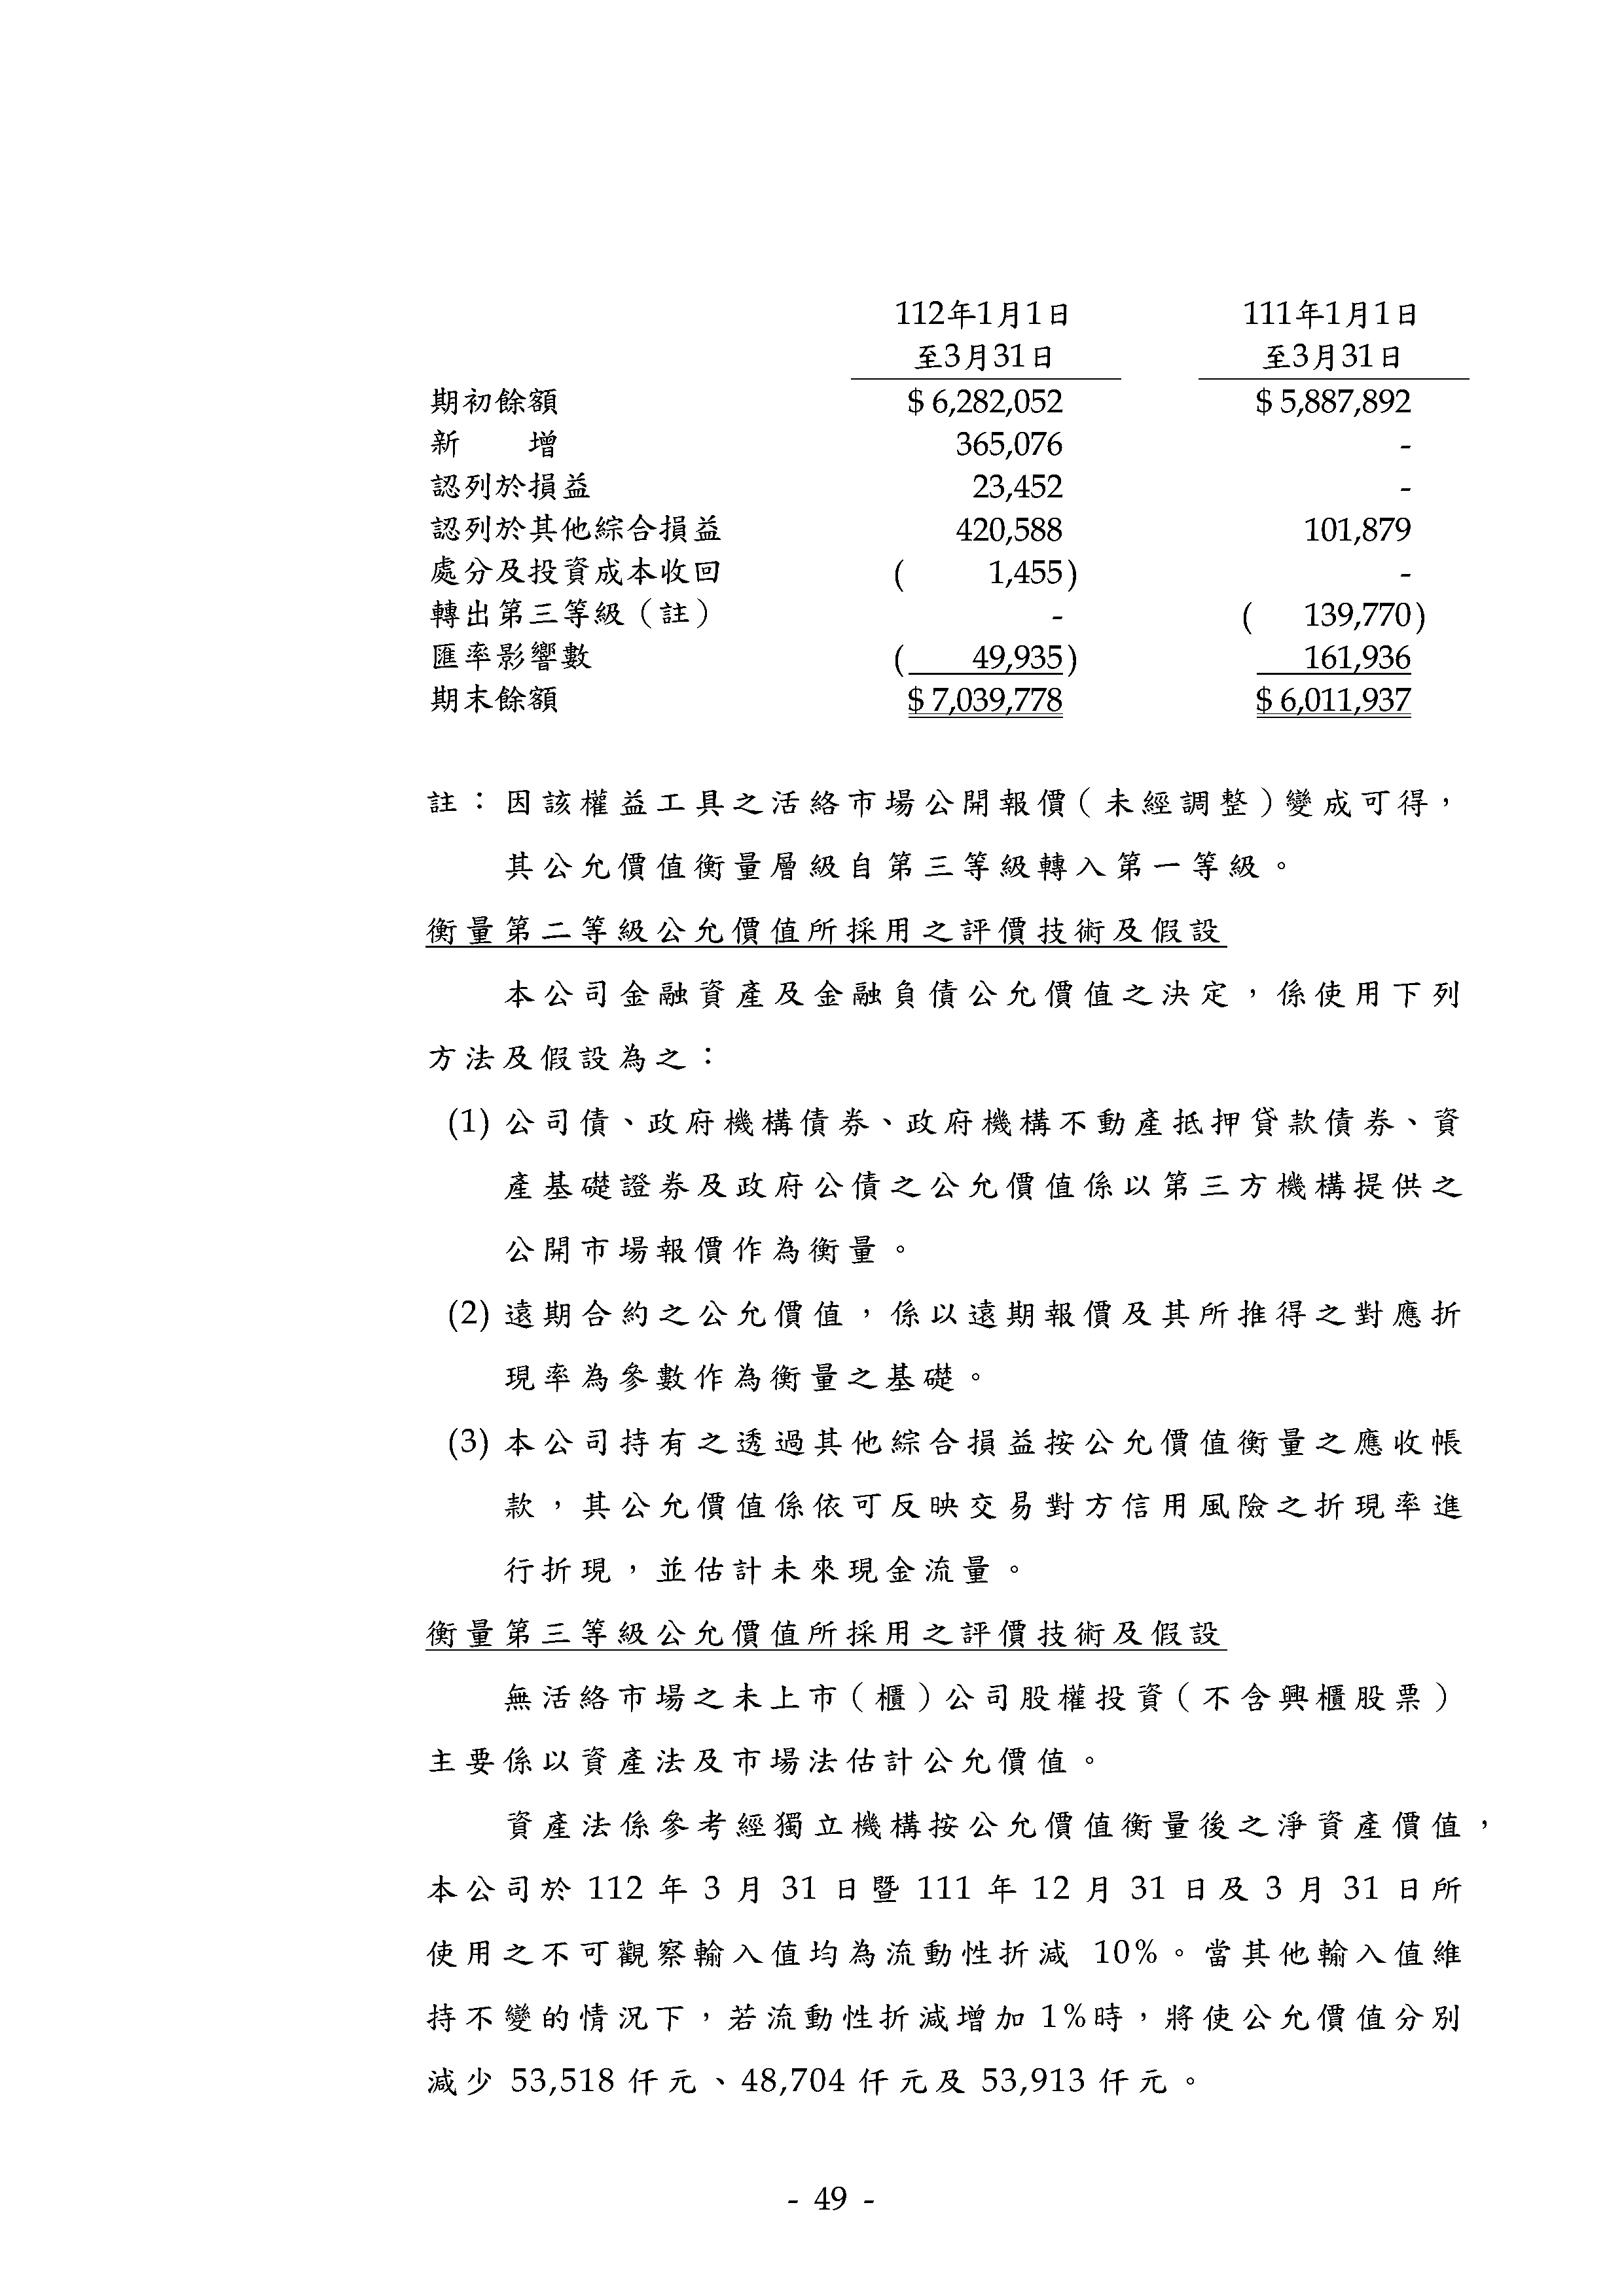 112年1月1日 111年1月1日
至3月31日 至3月31日
期初餘額 $ 6,282,052 $ 5,887,892
新 增 365,076 -
認列於損益 23,452 -
認列於其他綜合損益 420,588 101,879
處分及投資成本收回 ( 1,455) -
轉出第三等級（註） - ( 139,770)
匯率影響數 ( 49,935) 161,936
期末餘額 $ 7,039,778 $ 6,011,937
註：因該權益工具之活絡市場公開報價（未經調整）變成可得，
其公允價值衡量層級自第三等級轉入第一等級。
衡量第二等級公允價值所採用之評價技術及假設
本公司金融資產及金融負債公允價值之決定，係使用下列
方法及假設為之：
(1) 公司債、政府機構債券、政府機構不動產抵押貸款債券、資
產基礎證券及政府公債之公允價值係以第三方機構提供之
公開市場報價作為衡量。
(2) 遠期合約之公允價值，係以遠期報價及其所推得之對應折
現率為參數作為衡量之基礎。
(3) 本公司持有之透過其他綜合損益按公允價值衡量之應收帳
款，其公允價值係依可反映交易對方信用風險之折現率進
行折現，並估計未來現金流量。
衡量第三等級公允價值所採用之評價技術及假設
無活絡市場之未上市（櫃）公司股權投資（不含興櫃股票）
主要係以資產法及市場法估計公允價值。
資產法係參考經獨立機構按公允價值衡量後之淨資產價值，
本公司於 112 年 3 月 31 日暨 111 年 12 月 31 日及 3 月 31 日所
使用之不可觀察輸入值均為流動性折減 10%。當其他輸入值維
持不變的情況下，若流動性折減增加 1%時，將使公允價值分別
減少 53,518 仟元、48,704 仟元及 53,913 仟元。
- 49 -